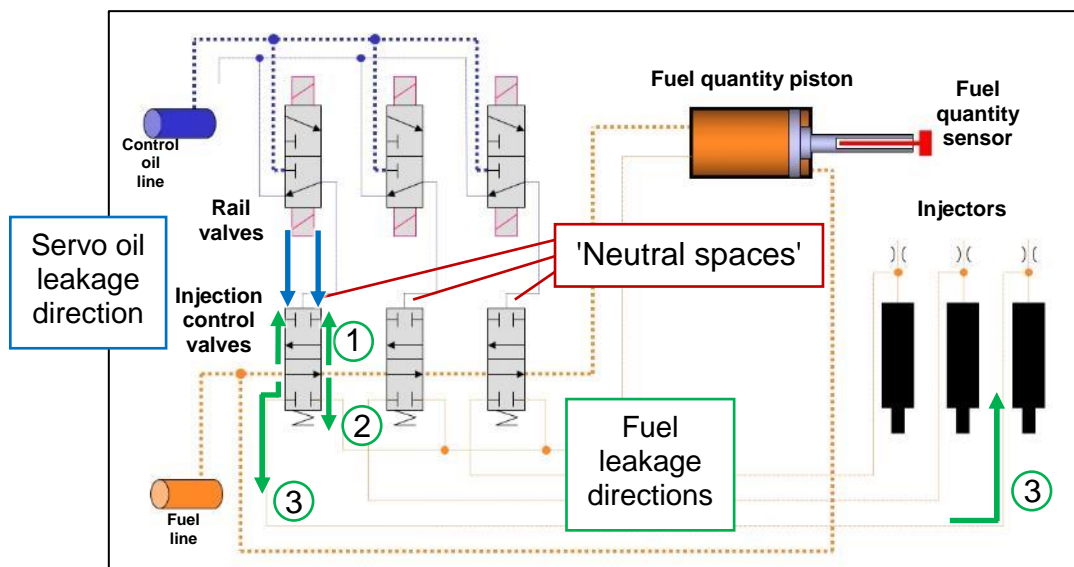 Fuel quantity piston
Fuel
quantity
sensor
Control
oil
line
Rail
valves
Injectors
Servo oil
leakage
direction
'Neutral spaces'
Injection
control
valves
1
2
Fuel
leakage
directions
3
3
Fuel
line